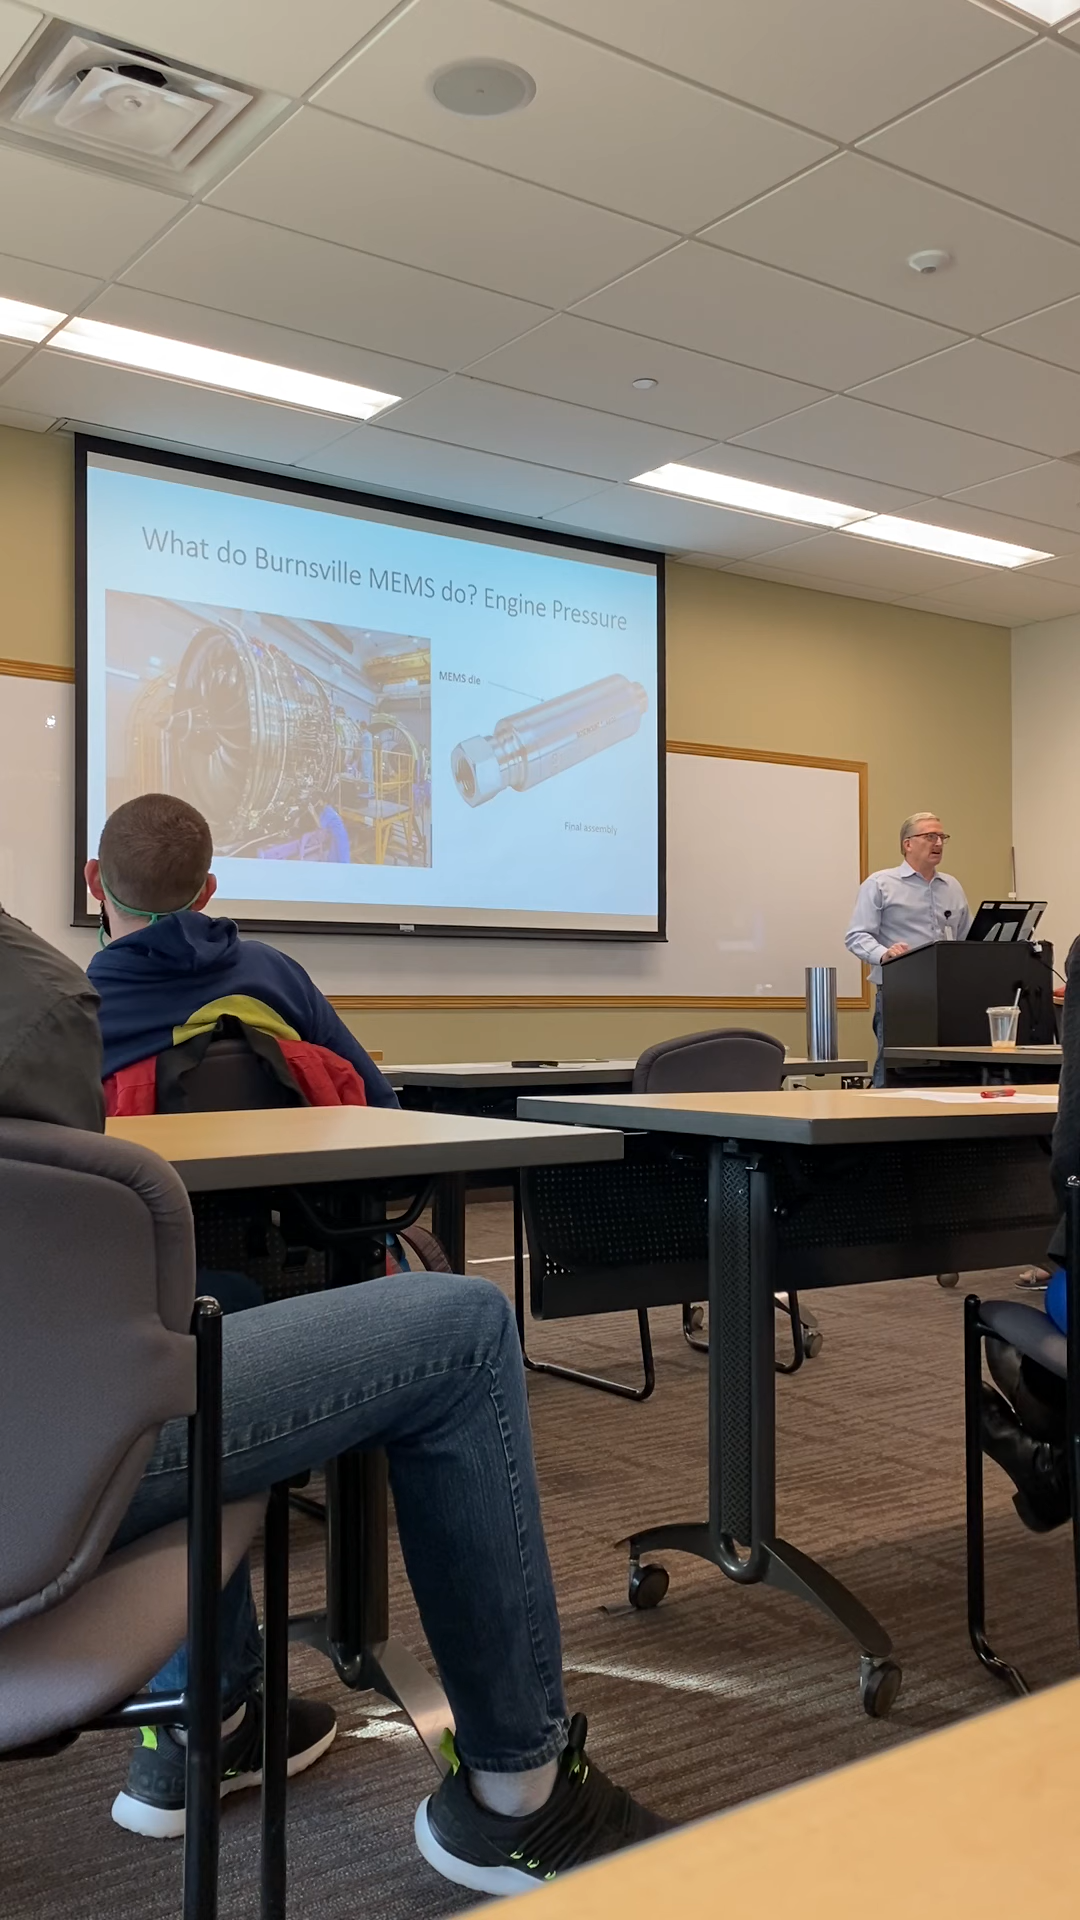 What do Burnsville MEMS do? Engine Pressure
MEMS die
Final assembly